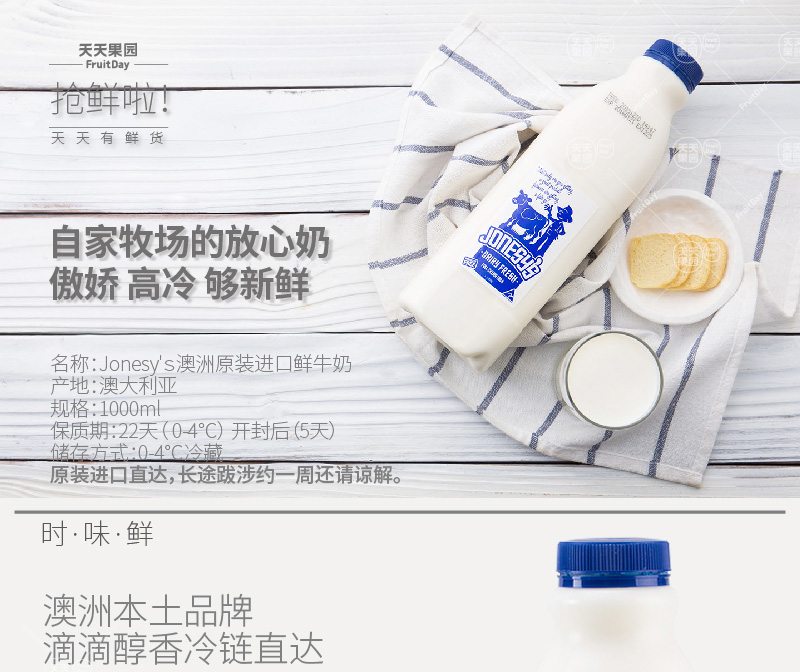 天天果园
FruitDay
抢鲜啦!
天天有鲜货
自家牧场的放心奶
傲娇 高冷 够新鲜
JONESY'S
DAIRY FRESH
名称:Jonesy's澳洲原装进口鲜牛奶
产地:澳大利亚
规格:1000ml
保质期:22天(0-4℃) 开封后(5天)
储存方式:0-4℃冷藏
原装进口直达,长途跋涉约一周还请谅解。
时·味·鲜
澳洲本土品牌
滴滴醇香冷链直达